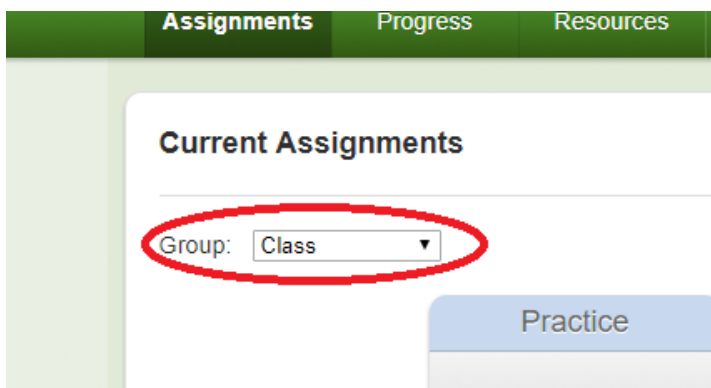 Assignments Progress Resources
Current Assignments
Group: Class
Practice